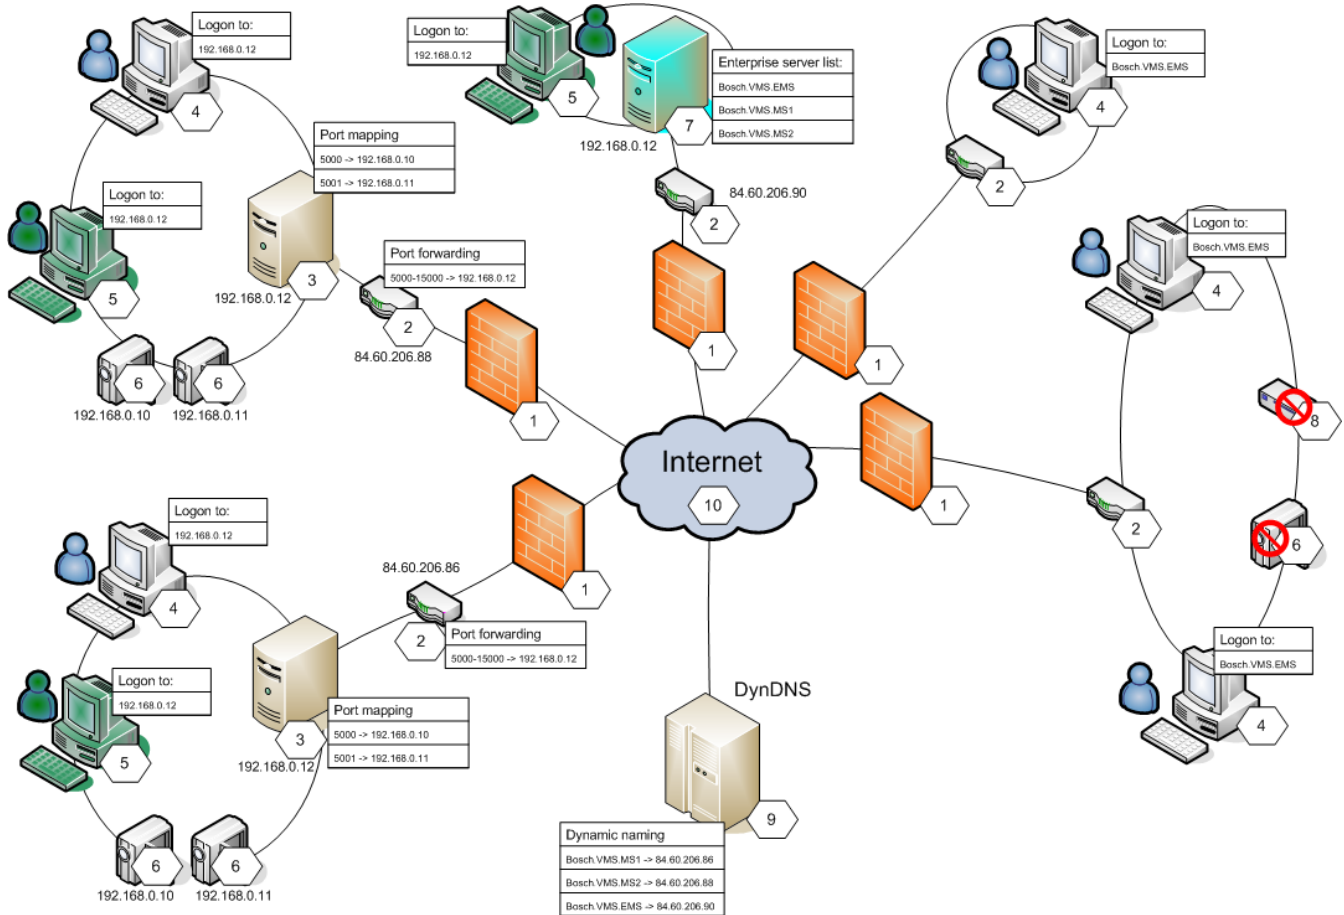 Logon to:
192.168.0.12
4
Port mapping
5000 -> 192.168.0.10
5001 -> 192.168.0.11
Logon to:
192.168.0.12
5
3
192.168.0.12
Port forwarding
5000-15000 -> 192.168.0.12
2
84.60.206.88
6
6
192.168.0.10
192.168.0.11
1
Logon to:
192.168.0.12
5
7
192.168.0.12
Enterprise server list:
Bosch.VMS.EMS
Bosch.VMS.MS1
Bosch.VMS.MS2
84.60.206.90
2
1
Logon to:
Bosch.VMS.EMS
4
2
1
Logon to:
Bosch.VMS.EMS
4
8
1
2
6
Logon to:
Bosch.VMS.EMS
4
Internet
10
Logon to:
192.168.0.12
4
84.60.206.86
1
2
Port forwarding
5000-15000 -> 192.168.0.12
Logon to:
192.168.0.12
5
3
192.168.0.12
Port mapping
5000 -> 192.168.0.10
5001 -> 192.168.0.11
6
6
192.168.0.10
192.168.0.11
DynDNS
9
Dynamic naming
Bosch.VMS.MS1 -> 84.60.206.86
Bosch.VMS.MS2 -> 84.60.206.88
Bosch.VMS.EMS -> 84.60.206.90